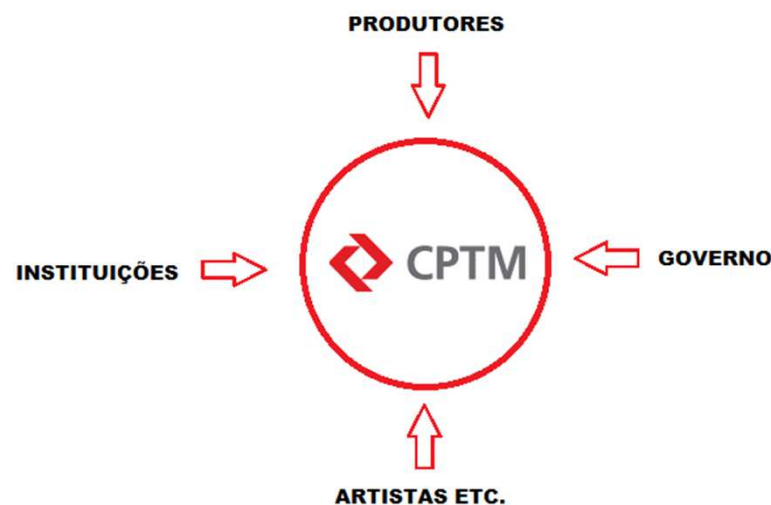 PRODUTORES
INSTITUIÇÕES
CPTM
GOVERNO
ARTISTAS ETC.